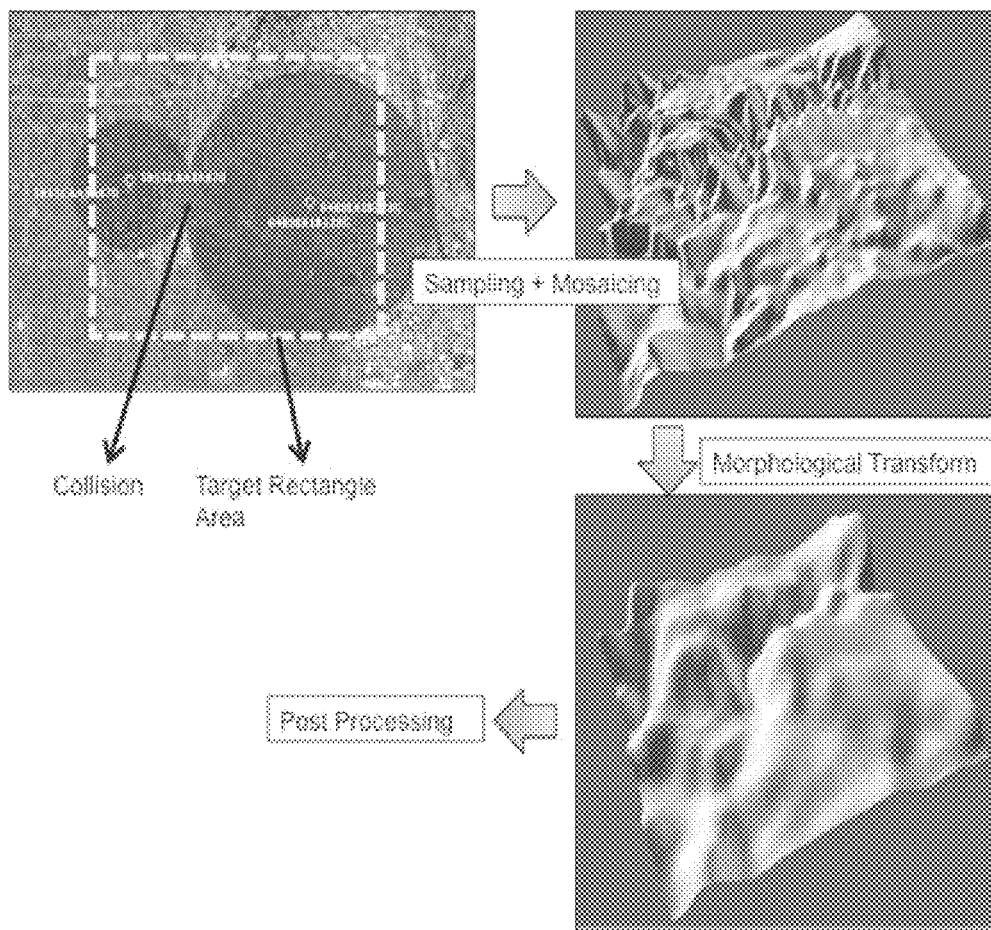 Sampling + Mosaicing
Collision
Target Rectangle
Area
Morphological Transform
Post Processing